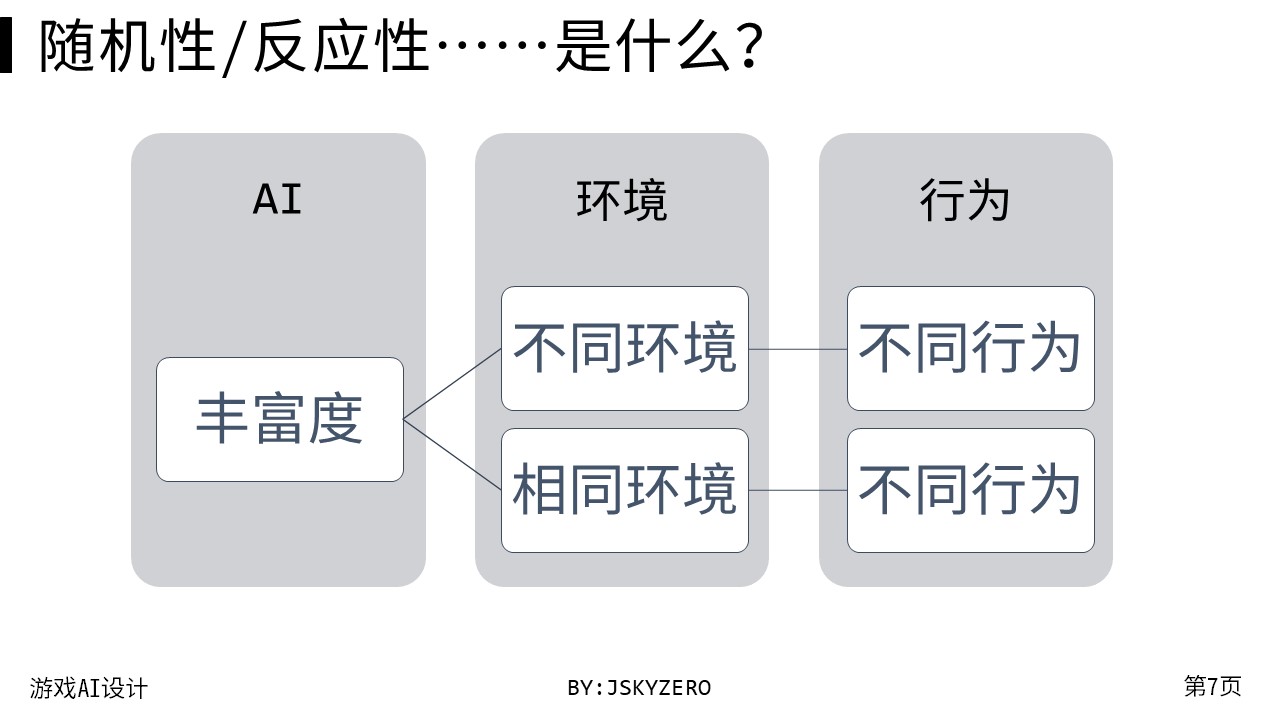 随机性/反应性……是什么？
AI
环境
行为
丰富度
不同环境
不同行为
相同环境
不同行为
游戏AI设计
BY:JSKYZERO
第7页